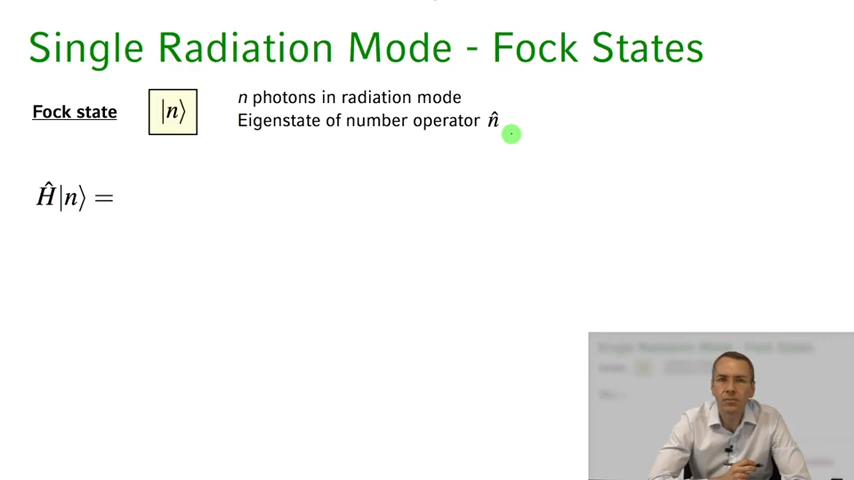 Single Radiation Mode - Fock States
Fock state |n⟩ n photons in radiation mode
Eigenstate of number operator n̂
Ĥ|n⟩ =